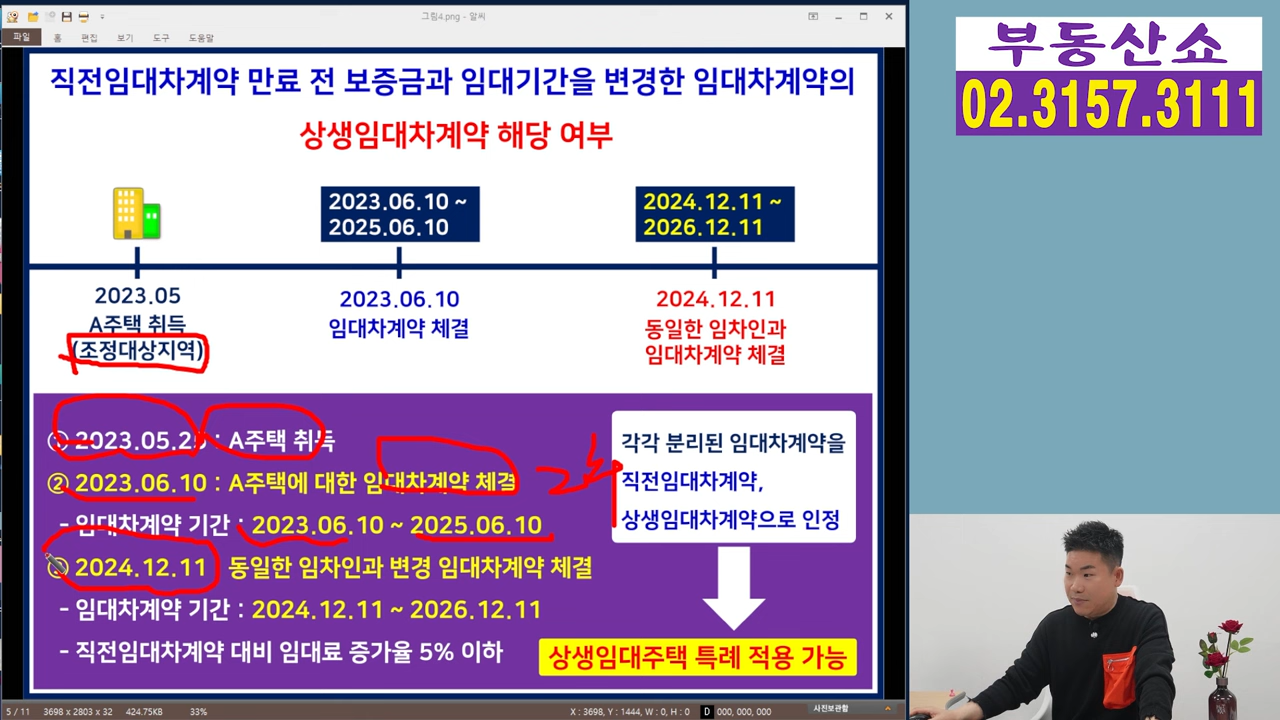 그림4.png - 알씨
파일 홈 편집 보기 도구 도움말
직전임대차계약 만료 전 보증금과 임대기간을 변경한 임대차계약의
상생임대차계약 해당 여부
2023.06.10 ~
2025.06.10
2024.12.11 ~
2026.12.11
2023.05
A주택 취득
(조정대상지역)
2023.06.10
임대차계약 체결
2024.12.11
동일한 임차인과
임대차계약 체결
① 2023.05.25 : A주택 취득
② 2023.06.10 : A주택에 대한 임대차계약 체결
- 임대차계약 기간 : 2023.06.10 ~ 2025.06.10
③ 2024.12.11 동일한 임차인과 변경 임대차계약 체결
- 임대차계약 기간 : 2024.12.11 ~ 2026.12.11
- 직전임대차계약 대비 임대료 증가율 5% 이하
각각 분리된 임대차계약을
직전임대차계약,
상생임대차계약으로 인정
상생임대주택 특례 적용 가능
5 / 11 3698 x 2803 x 32 424.75KB 33% X : 3698, Y : 1444, W : 0, H : 0 D 000, 000, 000 사진보관함
부동산쇼
02.3157.3111